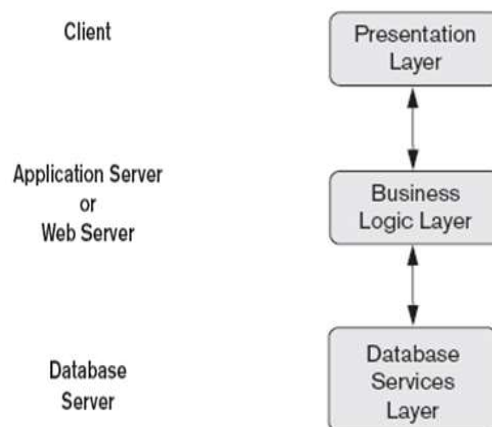 Client
Presentation
Layer
Application Server
or
Web Server
Business
Logic Layer
Database
Server
Database
Services
Layer